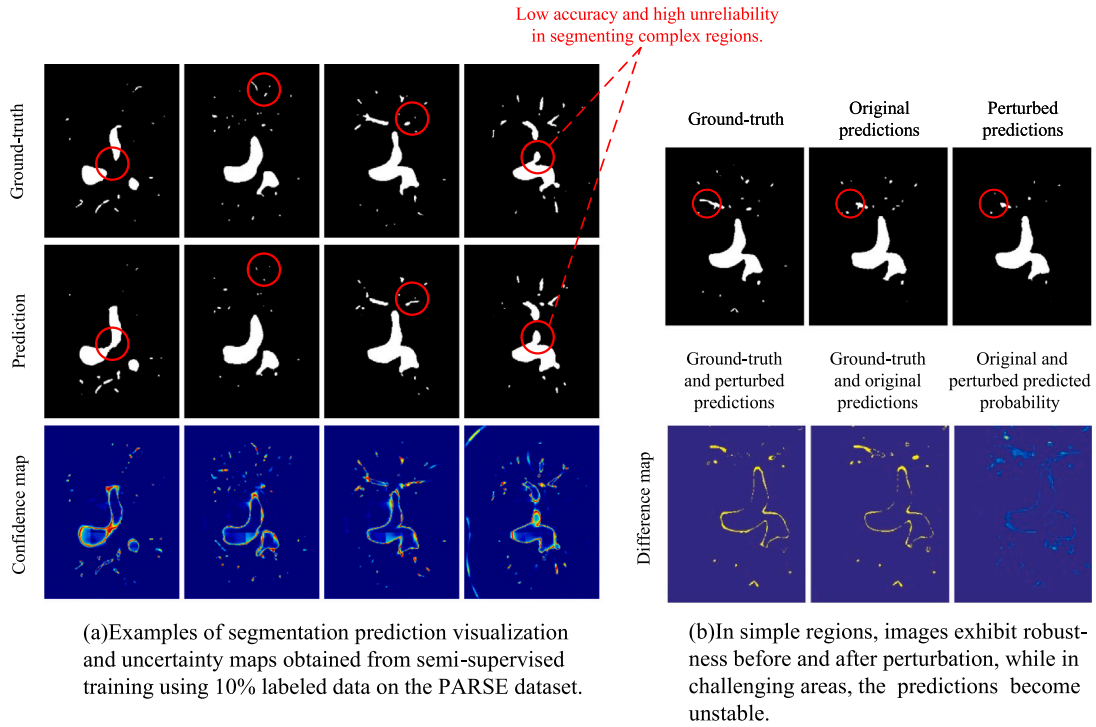 Low accuracy and high unreliability
in segmenting complex regions.
Ground-truth
Prediction
Confidence map
(a)Examples of segmentation prediction visualization
and uncertainty maps obtained from semi-supervised
training using 10% labeled data on the PARSE dataset.
Ground-truth
Original
predictions
Perturbed
predictions
Ground-truth
and perturbed
predictions
Ground-truth
and original
predictions
Original and
perturbed predicted
probability
Difference map
(b)In simple regions, images exhibit robust-
ness before and after perturbation, while in
challenging areas, the predictions become
unstable.